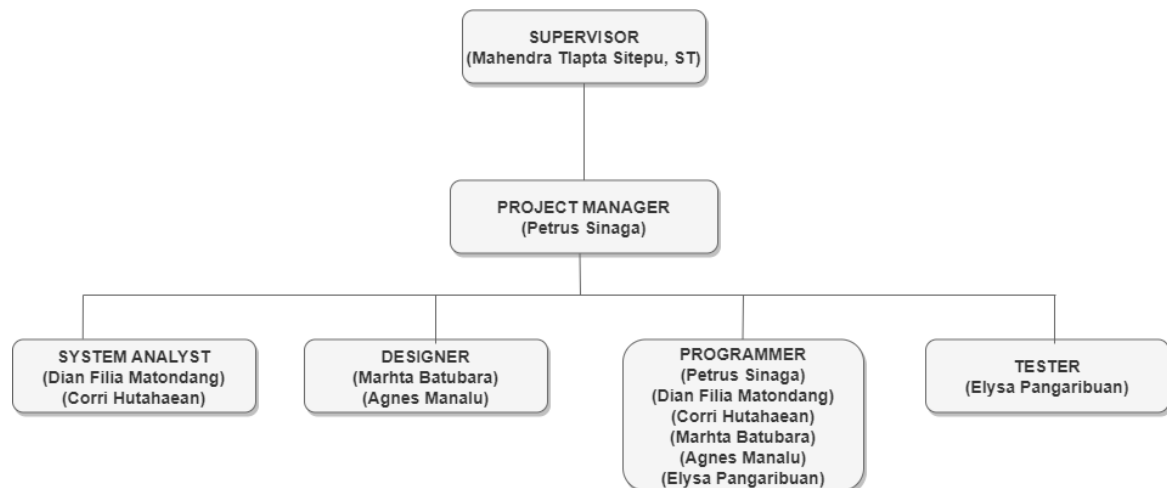 SUPERVISOR
(Mahendra Tlapta Sitepu, ST)
PROJECT MANAGER
(Petrus Sinaga)
SYSTEM ANALYST
(Dian Filia Matondang)
(Corri Hutahaean)
DESIGNER
(Marhta Batubara)
(Agnes Manalu)
PROGRAMMER
(Petrus Sinaga)
(Dian Filia Matondang)
(Corri Hutahaean)
(Marhta Batubara)
(Agnes Manalu)
(Elysa Pangaribuan)
TESTER
(Elysa Pangaribuan)